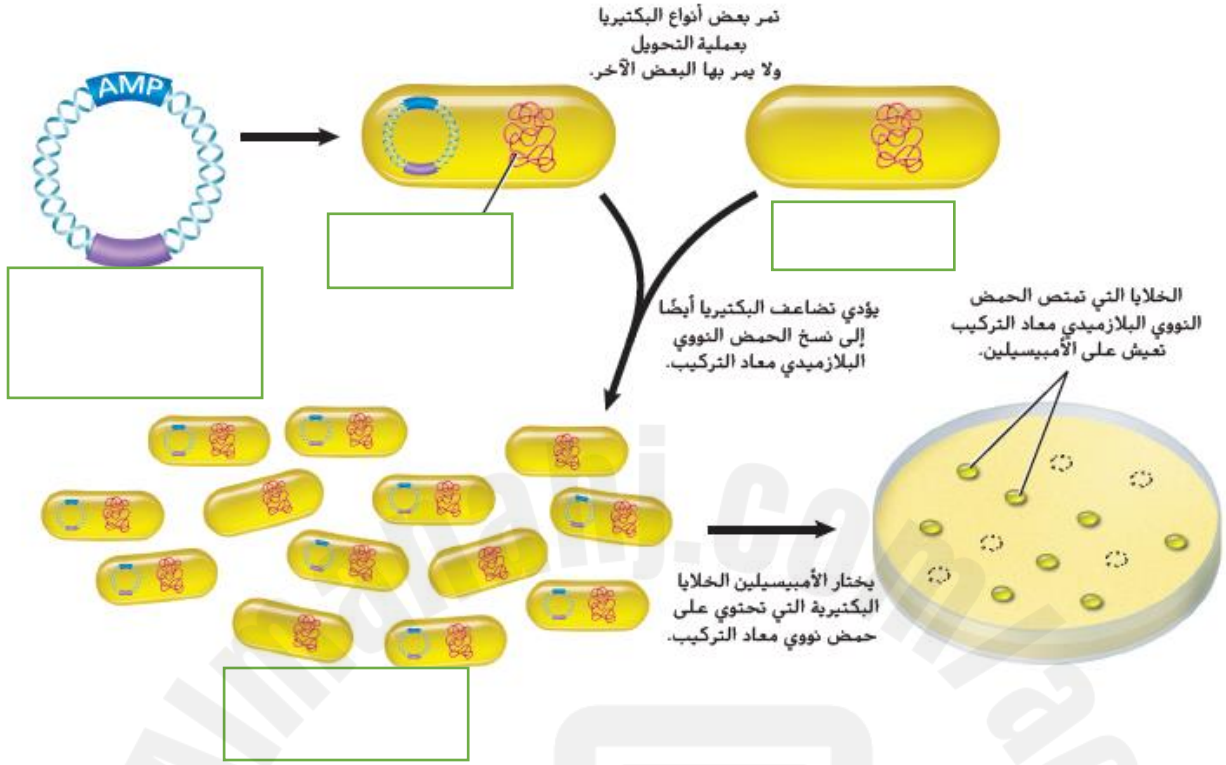 تمر بعض أنواع البكتيريا
بعملية التحويل
ولا يمر بها البعض الآخر.
AMP
يؤدي تضاعف البكتيريا أيضًا
إلى نسخ الحمض النووي
البلازميدي معاد التركيب.
الخلايا التي تمتص الحمض
النووي البلازميدي معاد التركيب
تعيش على الأمبيسيلين.
يختار الأمبيسيلين الخلايا
البكتيرية التي تحتوي على
حمض نووي معاد التركيب.